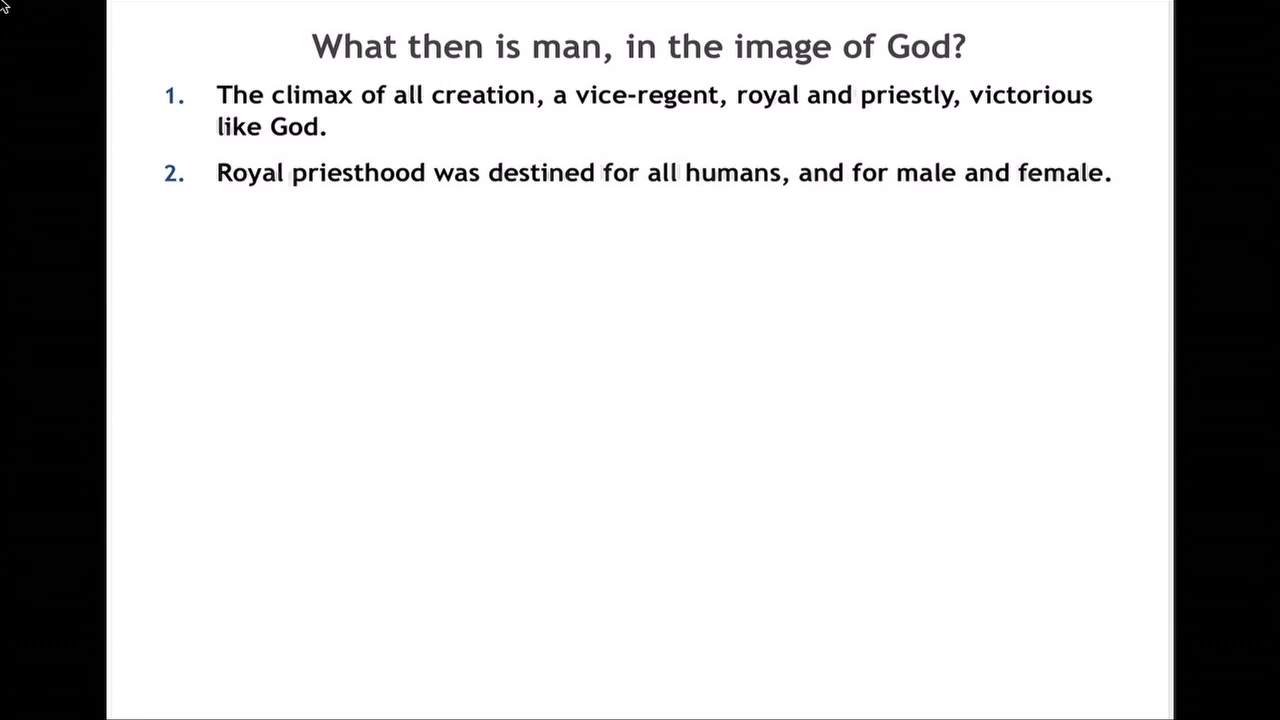 What then is man, in the image of God?
1. The climax of all creation, a vice-regent, royal and priestly, victorious
like God.
2. Royal priesthood was destined for all humans, and for male and female.